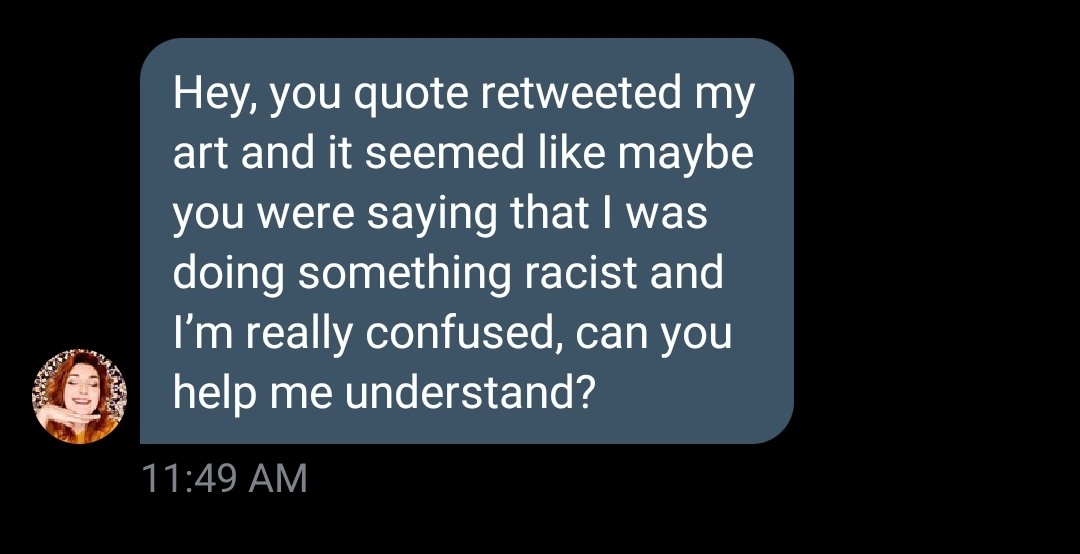 Hey, you quote retweeted my
art and it seemed like maybe
you were saying that I was
doing something racist and
I’m really confused, can you
help me understand?
11:49 AM